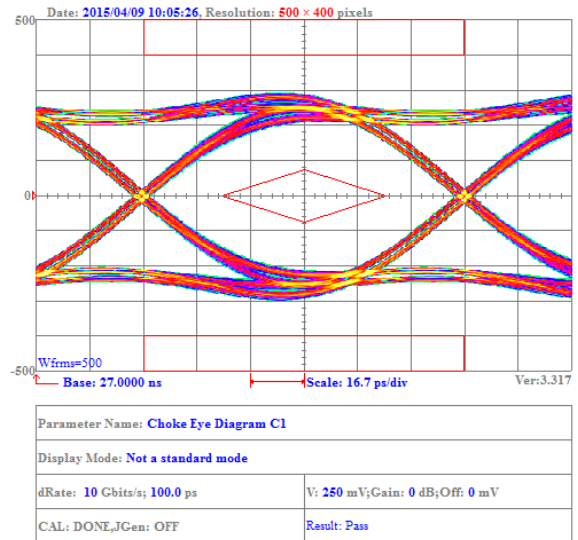 Date: 2015/04/09 10:05:26, Resolution: 500 × 400 pixels
500
0
-500
Wfrms=500
Base: 27.0000 ns
Scale: 16.7 ps/div
Ver:3.317
Parameter Name: Choke Eye Diagram C1
Display Mode: Not a standard mode
dRate: 10 Gbits/s; 100.0 ps
V: 250 mV;Gain: 0 dB;Off: 0 mV
CAL: DONE,JGen: OFF
Result: Pass